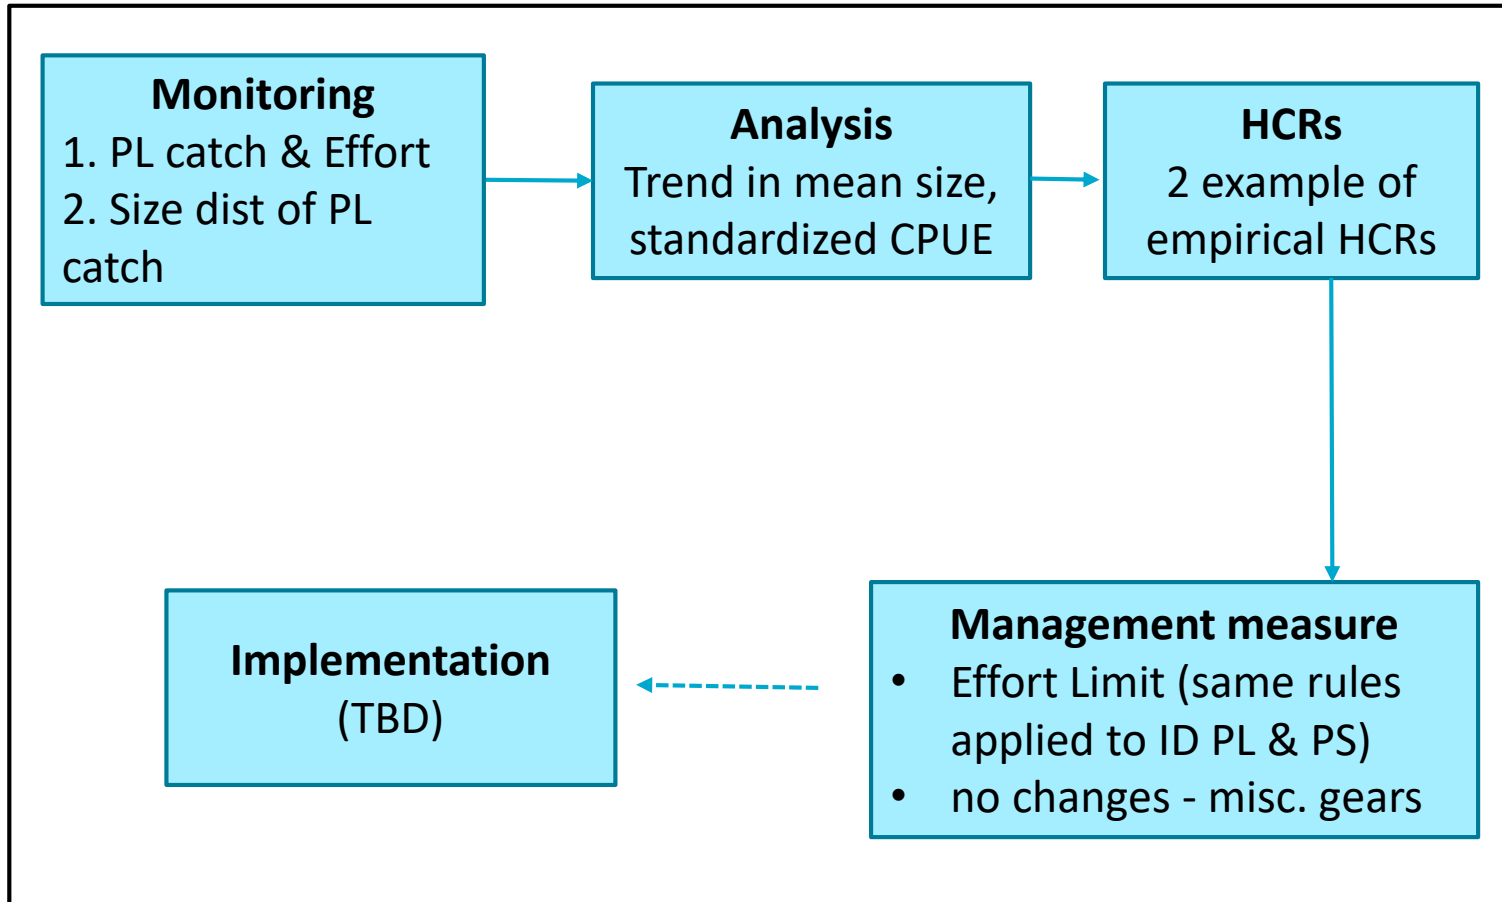 Monitoring
1. PL catch & Effort
2. Size dist of PL
catch
Analysis
Trend in mean size,
standardized CPUE
HCRs
2 example of
empirical HCRs
Management measure
• Effort Limit (same rules
applied to ID PL & PS)
• no changes - misc. gears
Implementation
(TBD)